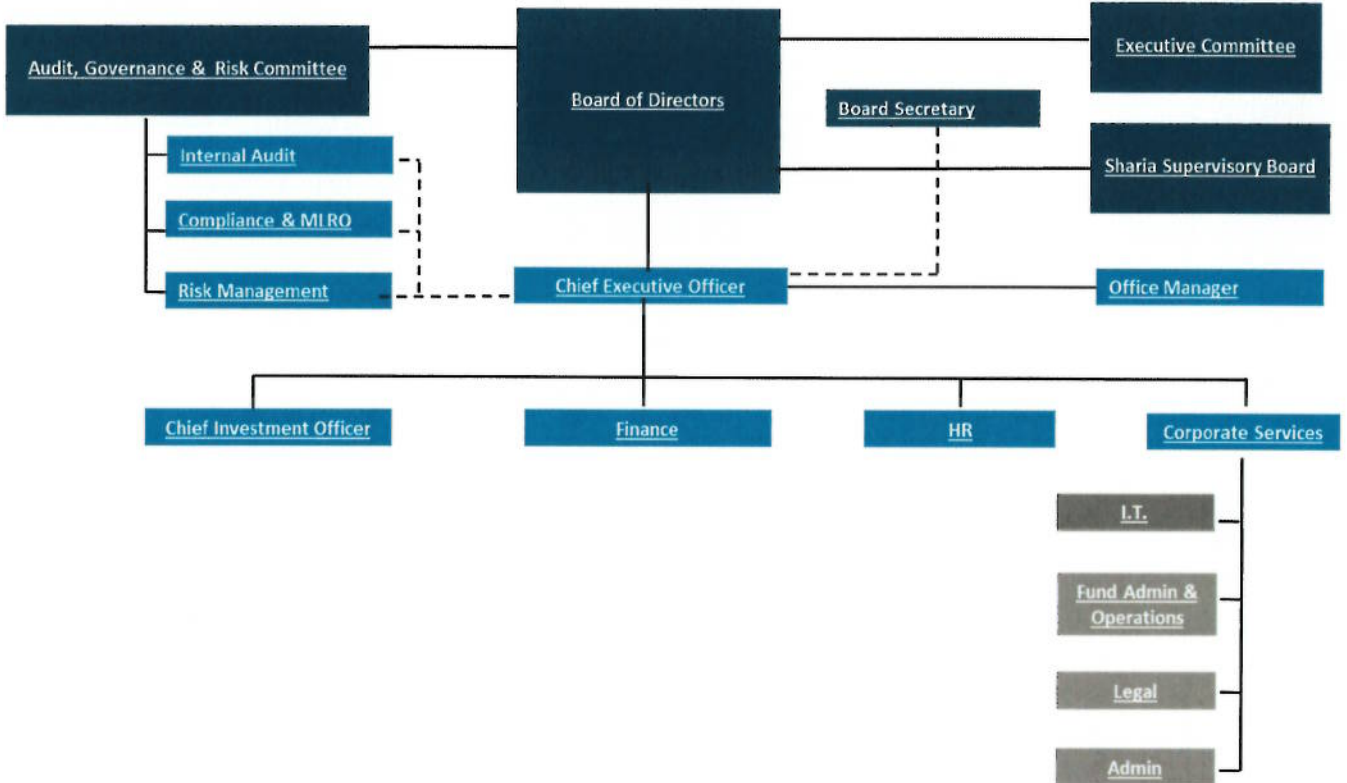 Audit, Governance & Risk Committee
Board of Directors
Executive Committee
Board Secretary
Internal Audit
Sharia Supervisory Board
Compliance & MLRO
Risk Management
Chief Executive Officer
Office Manager
Chief Investment Officer
Finance
HR
Corporate Services
I.T.
Fund Admin &
Operations
Legal
Admin